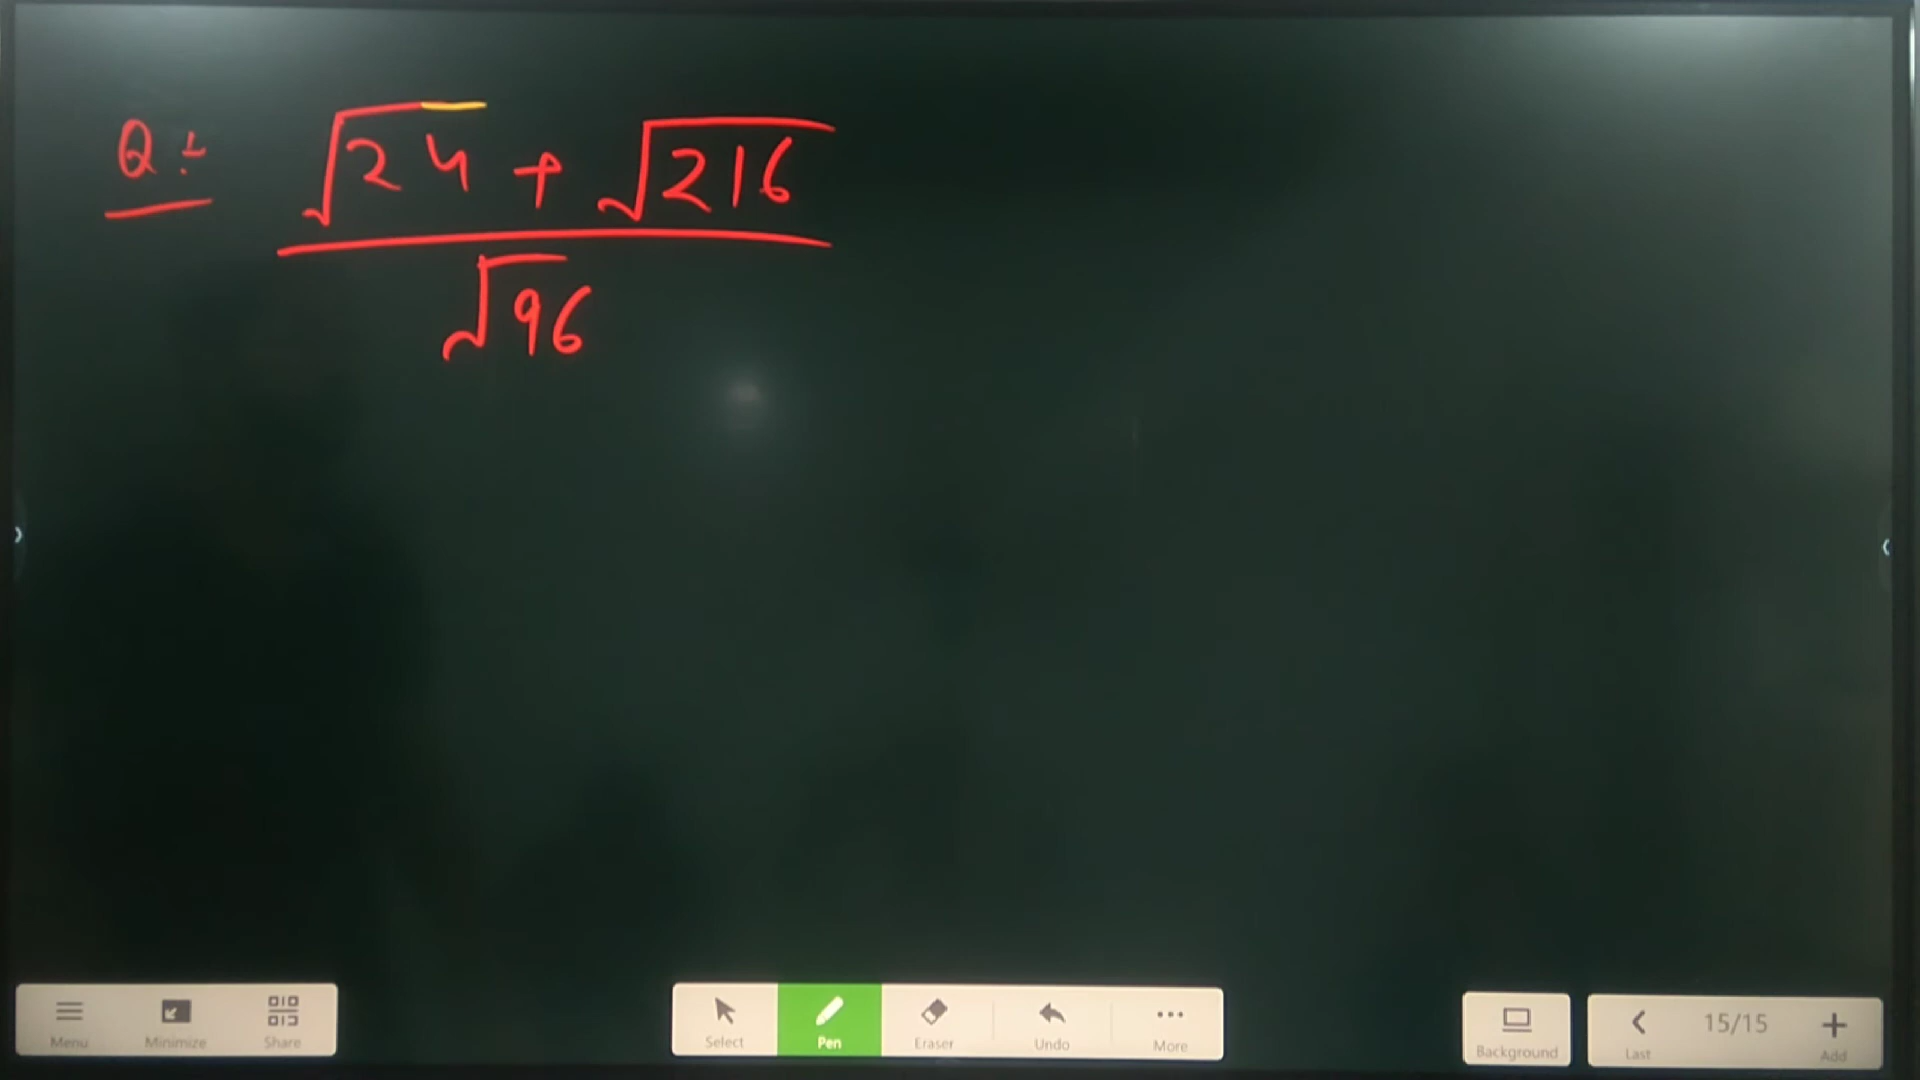 Q:- √24 + √216
√96
Menu Minimize Share Select Pen Eraser Undo More Background Last 15/15 Add